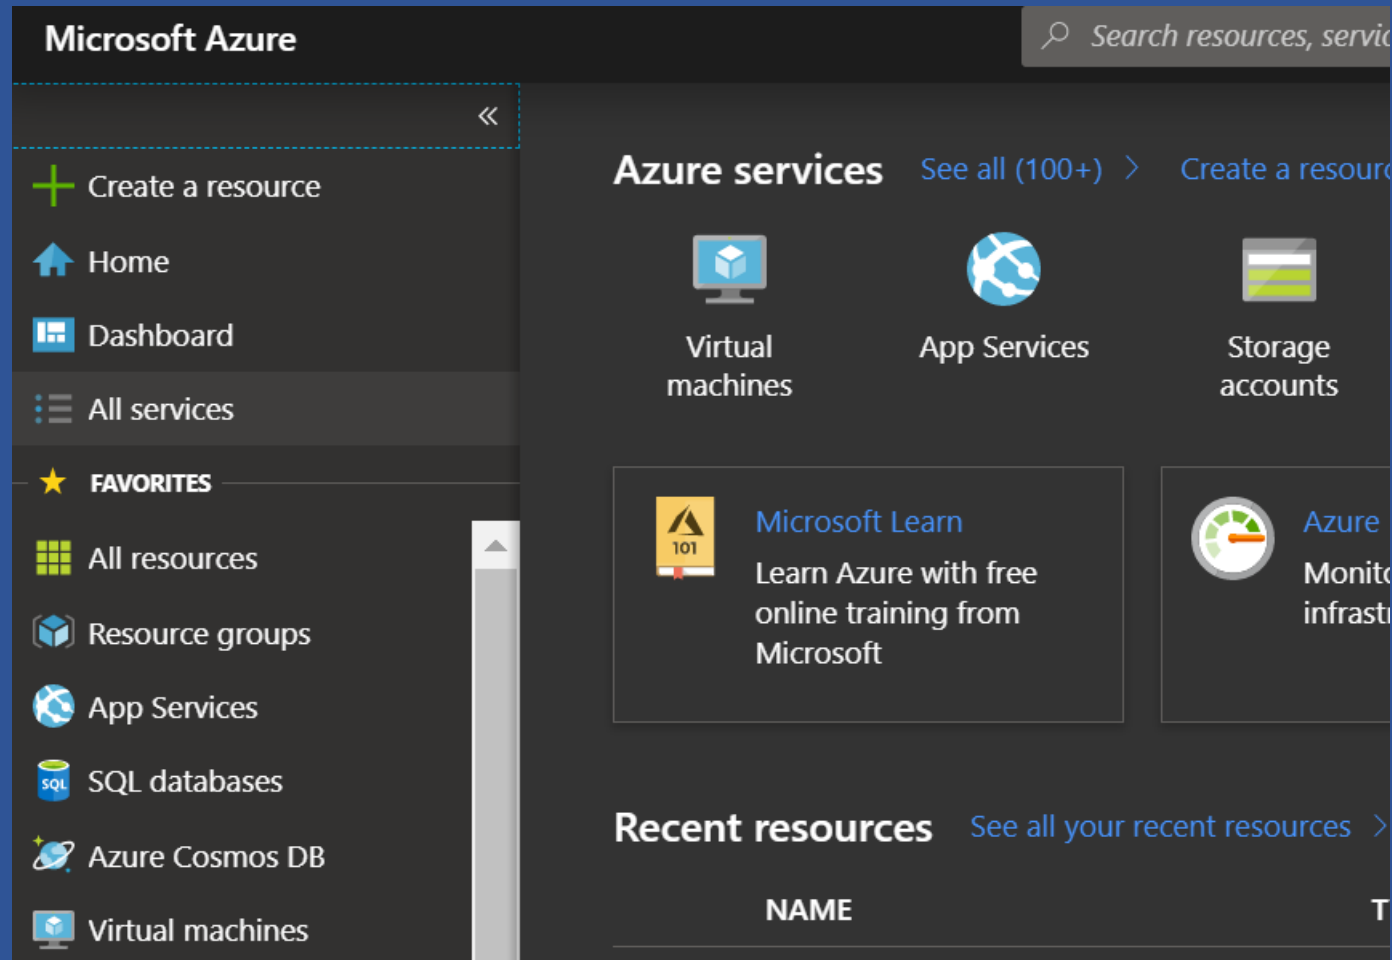 Microsoft Azure
Search resources, servic
Create a resource
Home
Dashboard
All services
FAVORITES
All resources
Resource groups
App Services
SQL
SQL databases
Azure Cosmos DB
Virtual machines
Azure services See all (100+) Create a resourc
Virtual
machines
App Services
Storage
accounts
101
Microsoft Learn
Learn Azure with free
online training from
Microsoft
Azure
Monito
infrast
Recent resources See all your recent resources
NAME T